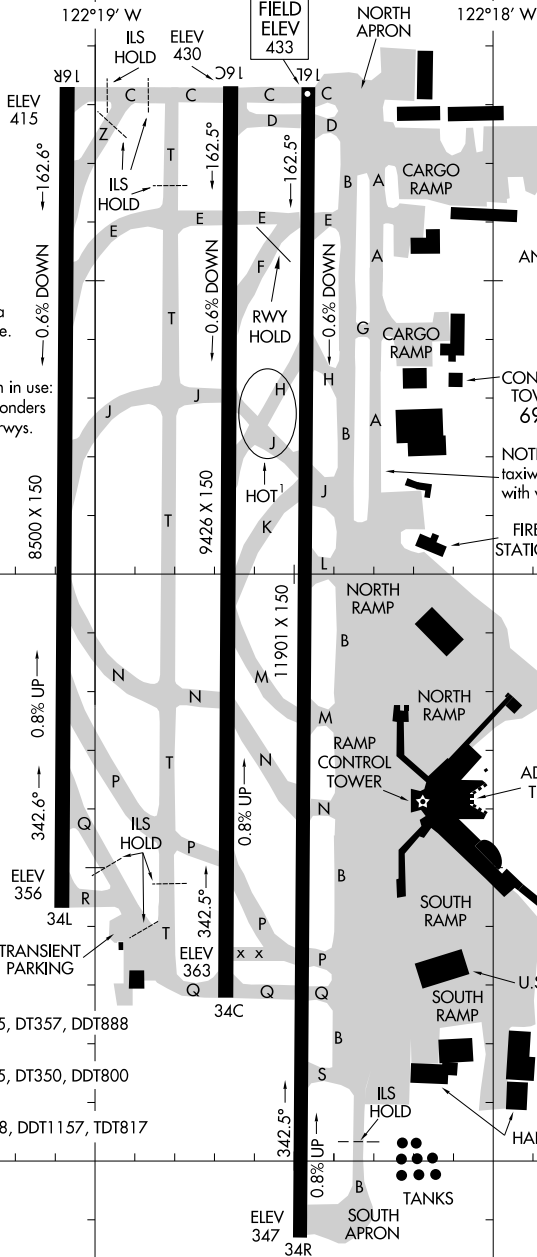 122°19' W
FIELD
ELEV
433
NORTH
APRON
122°18' W
ILS
HOLD
ELEV
430
16R
16C
16L
ELEV
415
C
C
C
C
Z
D
D
T
162.6°
162.5°
162.5°
ILS
HOLD
B
A
CARGO
RAMP
E
E
E
E
F
A
AN
0.6% DOWN
0.6% DOWN
0.6% DOWN
RWY
HOLD
a
e.
T
G
CARGO
RAMP
n in use:
onders
rwys.
H
H
CON
TOW
69
J
J
J
B
A
HOT¹
NOTE
taxiw
with v
J
8500 X 150
T
9426 X 150
K
FIRE
STATIO
L
11901 X 150
NORTH
RAMP
B
N
N
M
M
NORTH
RAMP
0.8% UP
T
N
RAMP
CONTROL
TOWER
AD
T
P
N
342.6°
0.8% UP
Q
ILS
HOLD
P
B
ELEV
356
R
342.5°
SOUTH
RAMP
34L
T
P
TRANSIENT
PARKING
ELEV
363
X X
P
U.S
Q
Q
Q
34C
SOUTH
RAMP
5, DT357, DDT888
B
5, DT350, DDT800
S
ILS
HOLD
8, DDT1157, TDT817
342.5°
0.8% UP
HAN
B
TANKS
ELEV
347
SOUTH
APRON
34R